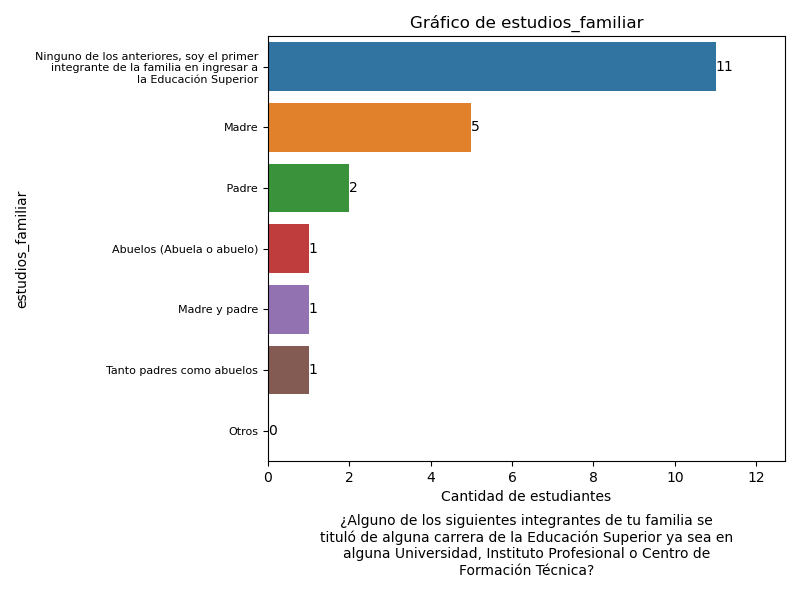 Gráfico de estudios_familiar
Ninguno de los anteriores, soy el primer
integrante de la familia en ingresar a
la Educación Superior
11
Madre
5
Padre
2
Abuelos (Abuela o abuelo)
1
Madre y padre
1
Tanto padres como abuelos
1
Otros
0
estudios_familiar
0 2 4 6 8 10 12
Cantidad de estudiantes
¿Alguno de los siguientes integrantes de tu familia se
tituló de alguna carrera de la Educación Superior ya sea en
alguna Universidad, Instituto Profesional o Centro de
Formación Técnica?